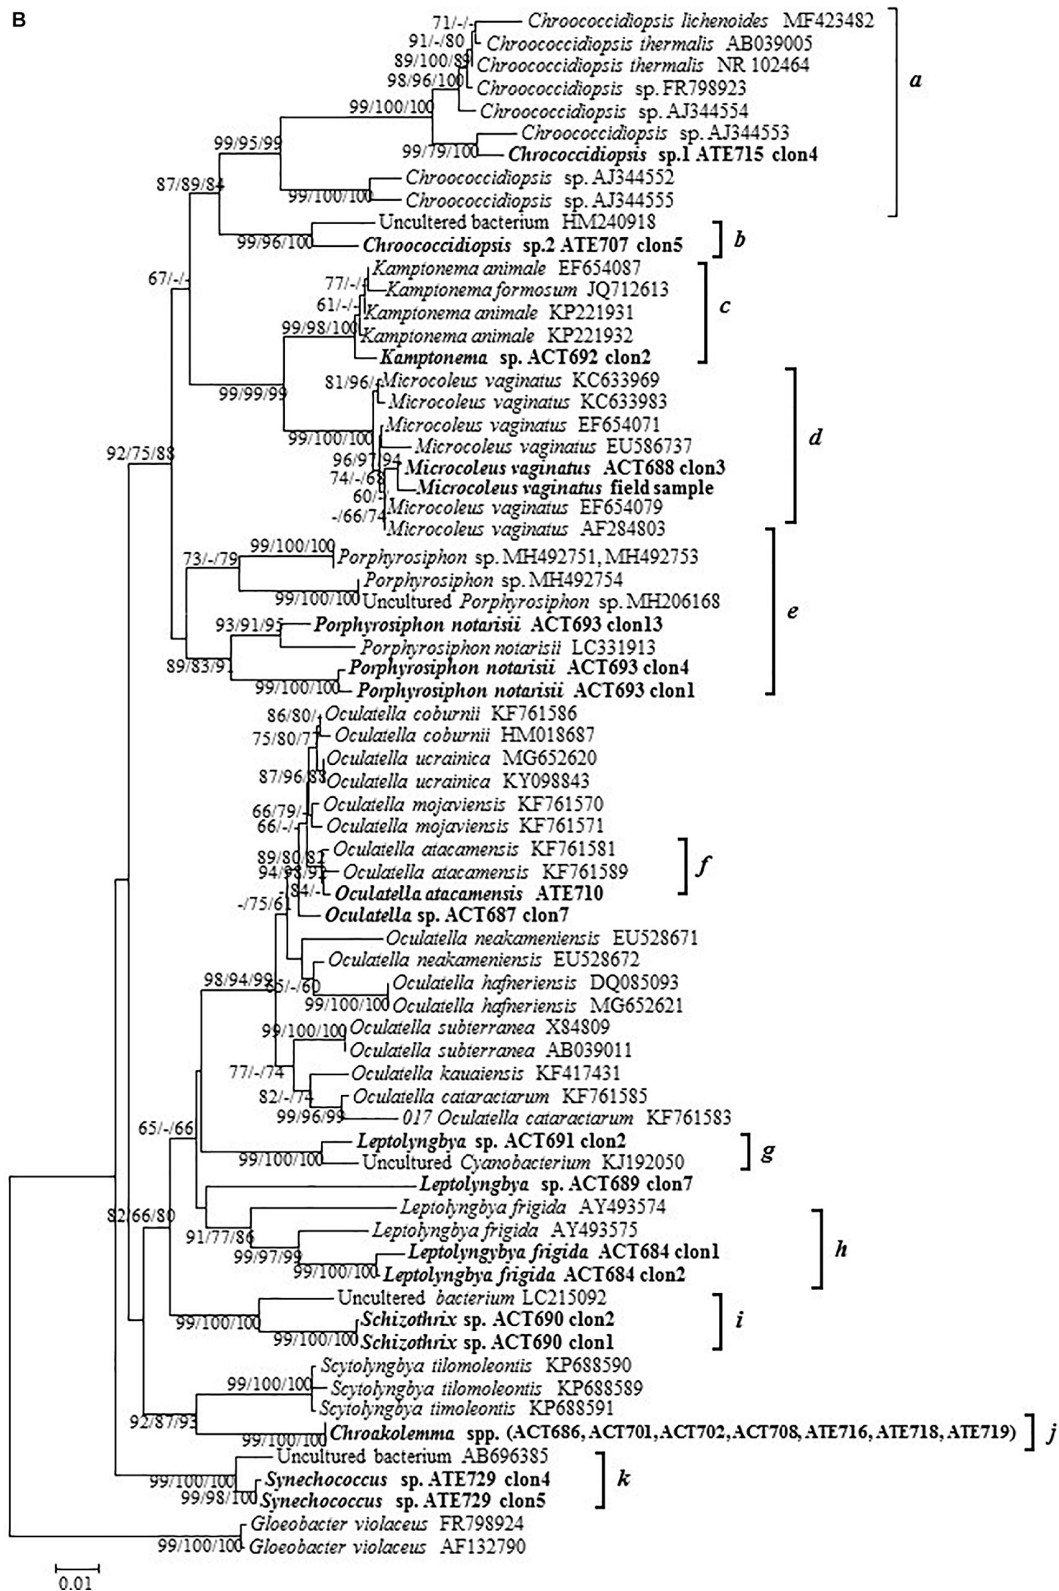 B
71/-/-
Chroococcidiopsis lichenoides MF423482
91/-/80
Chroococcidiopsis thermalis AB039005
89/100/89
Chroococcidiopsis thermalis NR 102464
a
98/96/100
Chroococcidiopsis sp. FR798923
99/100/100
Chroococcidiopsis sp. AJ344554
Chroococcidiopsis sp. AJ344553
99/95/99
99/79/100
Chrococcidiopsis sp.1 ATE715 clon4
87/89/84
Chroococcidiopsis sp. AJ344552
99/100/100
Chroococcidiopsis sp. AJ344555
Uncultured bacterium HM240918
99/96/100
Chroococcidiopsis sp.2 ATE707 clon5
b
67/-/-
Kamptonema animale EF654087
77/-/-
Kamptonema formosum JQ712613
61/-/-
Kamptonema animale KP221931
c
99/98/100
Kamptonema animale KP221932
Kamptonema sp. ACT692 clon2
99/99/99
81/96/-
Microcoleus vaginatus KC633969
Microcoleus vaginatus KC633983
Microcoleus vaginatus EF654071
99/100/100
d
Microcoleus vaginatus EU586737
92/75/88
96/97/94
Microcoleus vaginatus ACT688 clon3
74/-/68
Microcoleus vaginatus field sample
60/-/-
Microcoleus vaginatus EF654079
-/66/74
Microcoleus vaginatus AF284803
99/100/100
Porphyrosiphon sp. MH492751, MH492753
73/-/79
Porphyrosiphon sp. MH492754
99/100/100
Uncultured Porphyrosiphon sp. MH206168
e
93/91/95
Porphyrosiphon notarisii ACT693 clon13
Porphyrosiphon notarisii LC331913
89/83/91
Porphyrosiphon notarisii ACT693 clon4
99/100/100
Porphyrosiphon notarisii ACT693 clon1
86/80/-
Oculatella coburnii KF761586
75/80/77
Oculatella coburnii HM018687
Oculatella ucrainica MG652620
87/96/88
Oculatella ucrainica KY098843
66/79/-
Oculatella mojaviensis KF761570
66/-/-
Oculatella mojaviensis KF761571
Oculatella atacamensis KF761581
89/80/82
f
94/98/92
Oculatella atacamensis KF761589
-/84/-
Oculatella atacamensis ATE710
-/75/61
Oculatella sp. ACT687 clon7
Oculatella neakameniensis EU528671
Oculatella neakameniensis EU528672
98/94/99
65/-/60
Oculatella hafneriensis DQ085093
99/100/100
Oculatella hafneriensis MG652621
99/100/100
Oculatella subterranea X84809
Oculatella subterranea AB039011
77/-/74
Oculatella kauaiensis KF417431
82/-/74
Oculatella cataractarum KF761585
99/96/99
017 Oculatella cataractarum KF761583
65/-/66
Leptolyngbya sp. ACT691 clon2
g
99/100/100
Uncultured Cyanobacterium KJ192050
Leptolyngbya sp. ACT689 clon7
82/66/80
Leptolyngbya frigida AY493574
91/77/86
Leptolyngbya frigida AY493575
h
99/97/99
Leptolyngybya frigida ACT684 clon1
99/100/100
Leptolyngbya frigida ACT684 clon2
Uncultured bacterium LC215092
99/100/100
Schizothrix sp. ACT690 clon2
i
99/100/100
Schizothrix sp. ACT690 clon1
Scytolyngbya tilomoleontis KP688590
99/100/100
Scytolyngbya tilomoleontis KP688589
Scytolyngbya timoleontis KP688591
92/87/93
Chroakolemma spp. (ACT686, ACT701, ACT702, ACT708, ATE716, ATE718, ATE719)
j
99/100/100
Uncultured bacterium AB696385
99/100/100
Synechococcus sp. ATE729 clon4
k
99/98/100
Synechococcus sp. ATE729 clon5
Gloeobacter violaceus FR798924
99/100/100
Gloeobacter violaceus AF132790
0.01